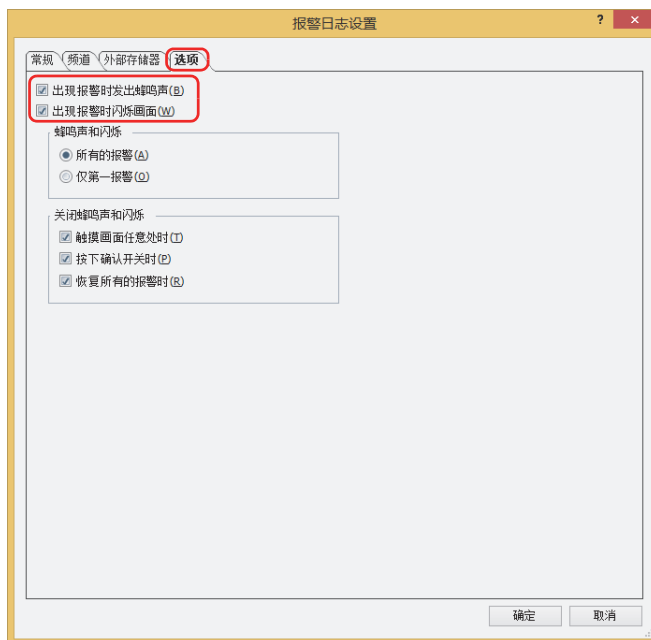 报警日志设置
? ×
常规 频道 外部存储器 选项
出现报警时发出蜂鸣声(B)
出现报警时闪烁画面(W)
蜂鸣声和闪烁
所有的报警(A)
仅第一报警(O)
关闭蜂鸣声和闪烁
触摸画面任意处时(T)
按下确认开关时(P)
恢复所有的报警时(R)
确定 取消